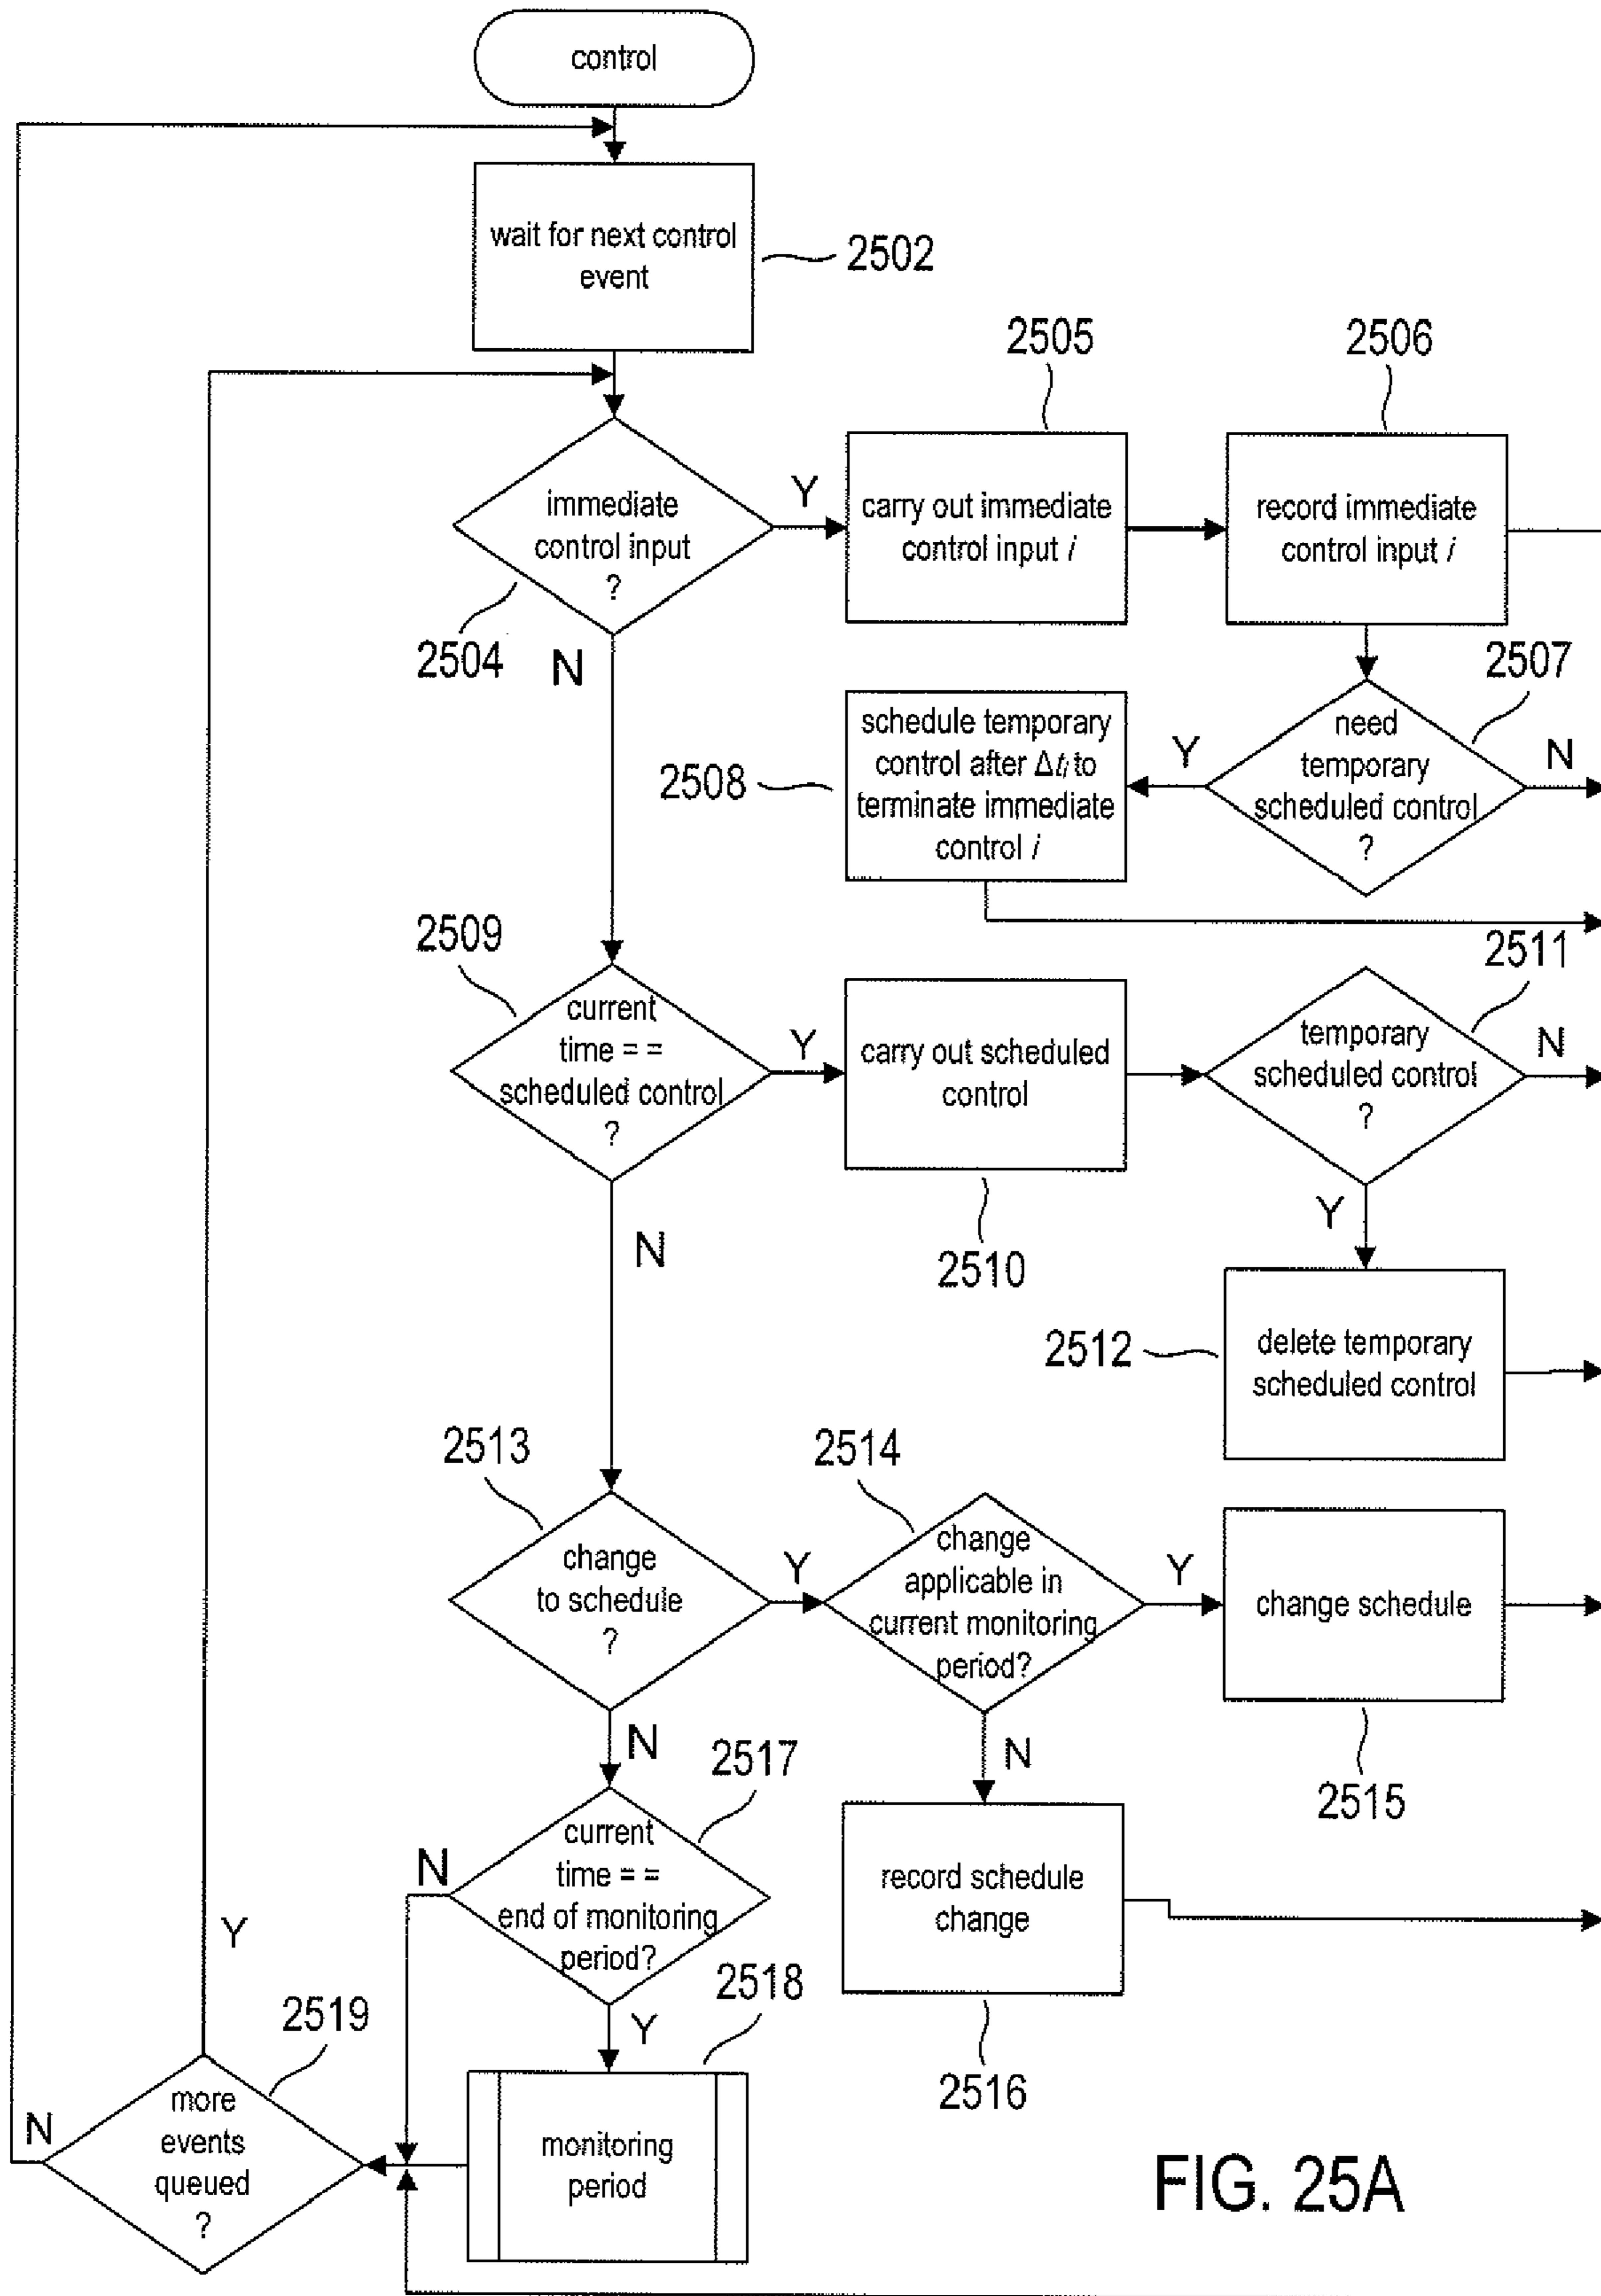 control
wait for next control
event
2502
2505
2506
immediate
control input
?
Y
carry out immediate
control input i
record immediate
control input i
2504
N
2507
schedule temporary
control after Δti to
terminate immediate
control i
2508
Y
need
temporary
scheduled control
?
N
2509
2511
current
time = =
scheduled control
?
Y
carry out scheduled
control
temporary
scheduled control
?
N
Y
N
2510
2512
delete temporary
scheduled control
2513
2514
change
to schedule
?
Y
change
applicable in
current monitoring
period?
Y
change schedule
N
2517
N
2515
N
current
time = =
end of monitoring
period?
record schedule
change
Y
2518
2519
Y
2516
more
events
queued
?
N
monitoring
period
FIG. 25A